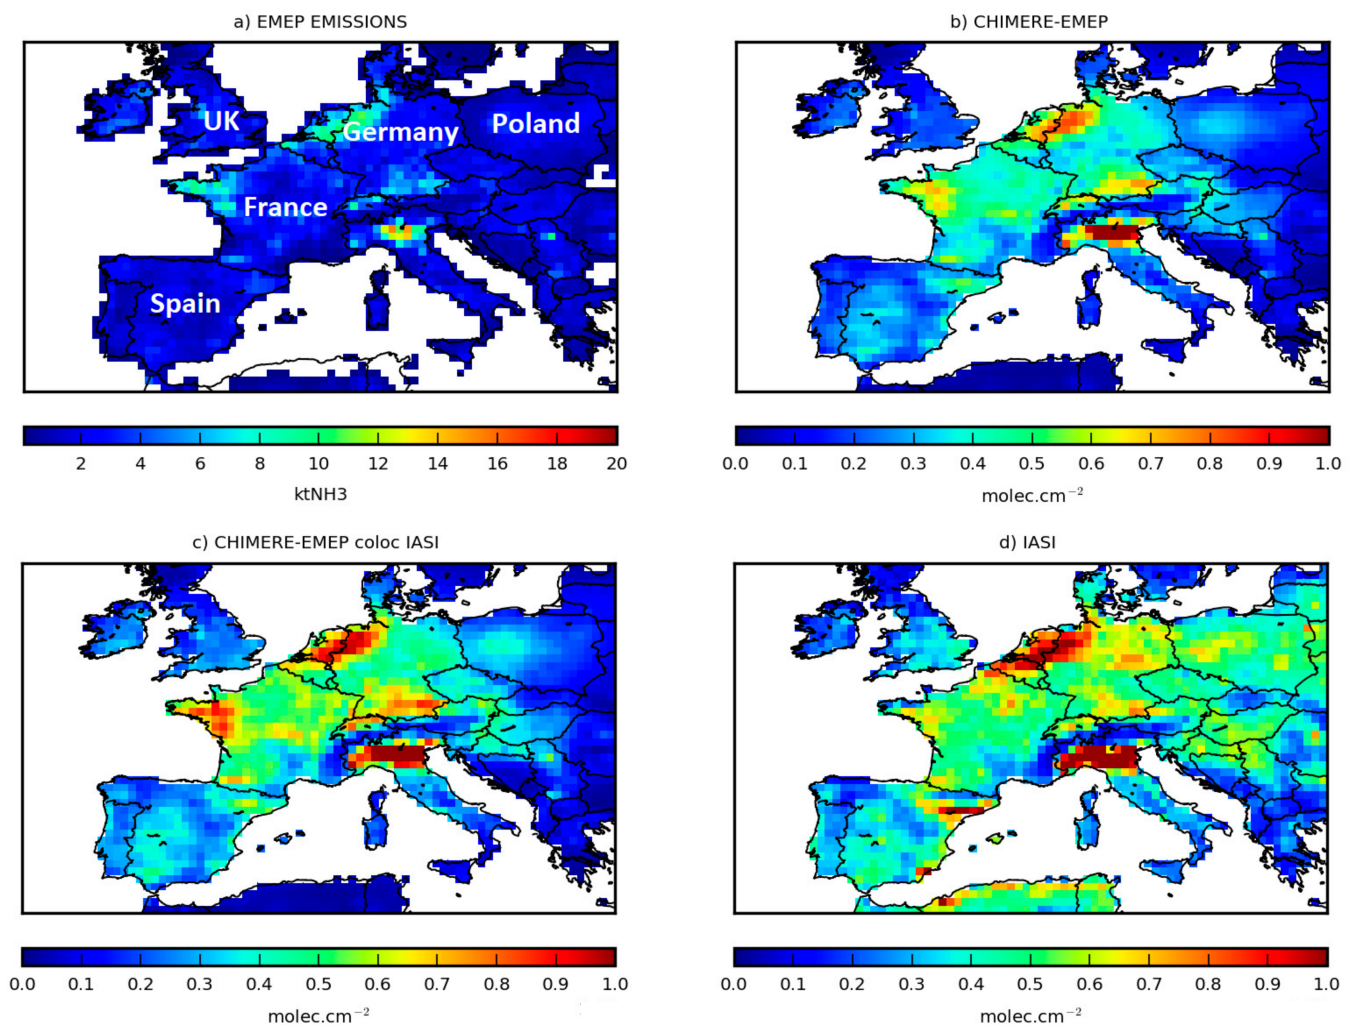 a) EMEP EMISSIONS
b) CHIMERE-EMEP
UK
Germany
Poland
France
Spain
2 4 6 8 10 12 14 16 18 20
ktNH3
0.0 0.1 0.2 0.3 0.4 0.5 0.6 0.7 0.8 0.9 1.0
molec.cm⁻²
c) CHIMERE-EMEP coloc IASI
d) IASI
0.0 0.1 0.2 0.3 0.4 0.5 0.6 0.7 0.8 0.9 1.0
molec.cm⁻²
0.0 0.1 0.2 0.3 0.4 0.5 0.6 0.7 0.8 0.9 1.0
molec.cm⁻²